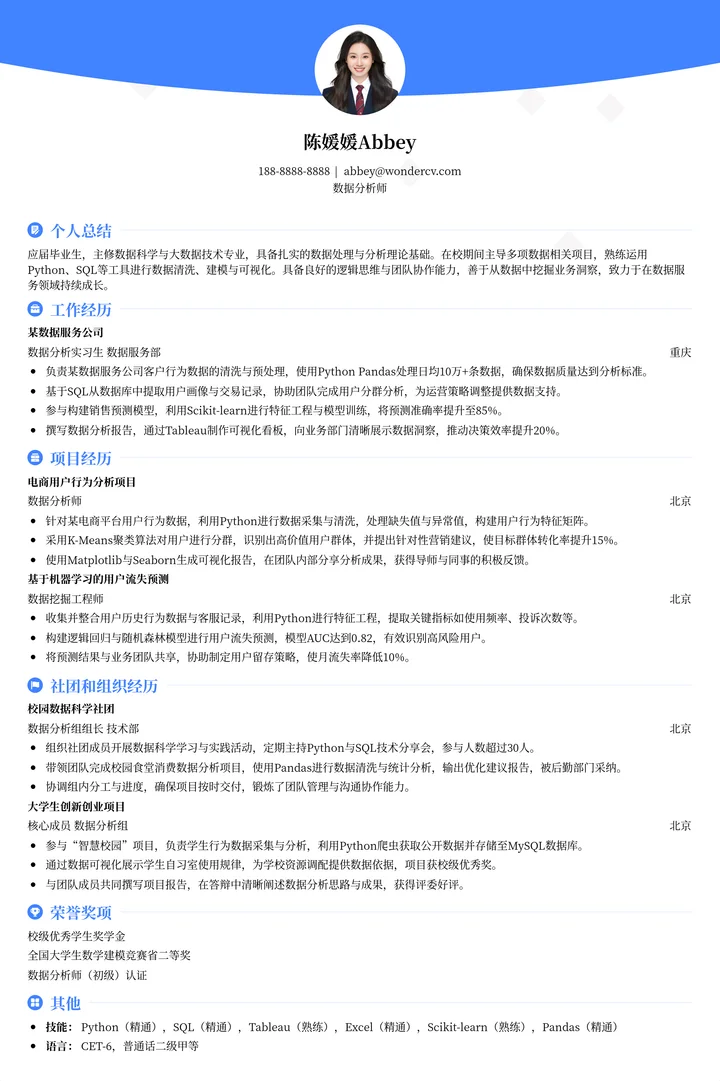 陈媛媛Abbey
188-8888-8888 | abbey@wondercv.com
数据分析师
个人总结
应届毕业生，主修数据科学与大数据技术专业，具备扎实的数据处理与分析理论基础。在校期间主导多项数据相关项目，熟练运用
Python、SQL等工具进行数据清洗、建模与可视化。具备良好的逻辑思维与团队协作能力，善于从数据中挖掘业务洞察，致力于在数据服
务领域持续成长。
工作经历
某数据服务公司
数据分析实习生 数据服务部 重庆
• 负责某数据服务公司客户行为数据的清洗与预处理，使用Python Pandas处理日均10万+条数据，确保数据质量达到分析标准。
• 基于SQL从数据库中提取用户画像与交易记录，协助团队完成用户分群分析，为运营策略调整提供数据支持。
• 参与构建销售预测模型，利用Scikit-learn进行特征工程与模型训练，将预测准确率提升至85%。
• 撰写数据分析报告，通过Tableau制作可视化看板，向业务部门清晰展示数据洞察，推动决策效率提升20%。
项目经历
电商用户行为分析项目
数据分析师 北京
• 针对某电商平台用户行为数据，利用Python进行数据采集与清洗，处理缺失值与异常值，构建用户行为特征矩阵。
• 采用K-Means聚类算法对用户进行分群，识别出高价值用户群体，并提出针对性营销建议，使目标群体转化率提升15%。
• 使用Matplotlib与Seaborn生成可视化报告，在团队内部分享分析成果，获得导师与同事的积极反馈。
基于机器学习的用户流失预测
数据挖掘工程师 北京
• 收集并整合用户历史行为数据与客服记录，利用Python进行特征工程，提取关键指标如使用频率、投诉次数等。
• 构建逻辑回归与随机森林模型进行用户流失预测，模型AUC达到0.82，有效识别高风险用户。
• 将预测结果与业务团队共享，协助制定用户留存策略，使月流失率降低10%。
社团和组织经历
校园数据科学社团
数据分析组组长 技术部 北京
• 组织社团成员开展数据科学学习与实践活动，定期主持Python与SQL技术分享会，参与人数超过30人。
• 带领团队完成校园食堂消费数据分析项目，使用Pandas进行数据清洗与统计分析，输出优化建议报告，被后勤部门采纳。
• 协调组内分工与进度，确保项目按时交付，锻炼了团队管理与沟通协作能力。
大学生创新创业项目
核心成员 数据分析组 北京
• 参与“智慧校园”项目，负责学生行为数据采集与分析，利用Python爬虫获取公开数据并存储至MySQL数据库。
• 通过数据可视化展示学生自习室使用规律，为学校资源调配提供数据依据，项目获校级优秀奖。
• 与团队成员共同撰写项目报告，在答辩中清晰阐述数据分析思路与成果，获得评委好评。
荣誉奖项
校级优秀学生奖学金
全国大学生数学建模竞赛省二等奖
数据分析师（初级）认证
其他
• 技能： Python（精通）, SQL（精通）, Tableau（熟练）, Excel（精通）, Scikit-learn（熟练）, Pandas（精通）
• 语言： CET-6，普通话二级甲等